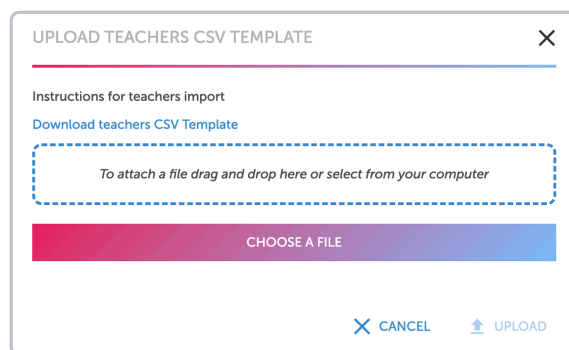 UPLOAD TEACHERS CSV TEMPLATE
Instructions for teachers import
Download teachers CSV Template
To attach a file drag and drop here or select from your computer
CHOOSE A FILE
CANCEL
UPLOAD